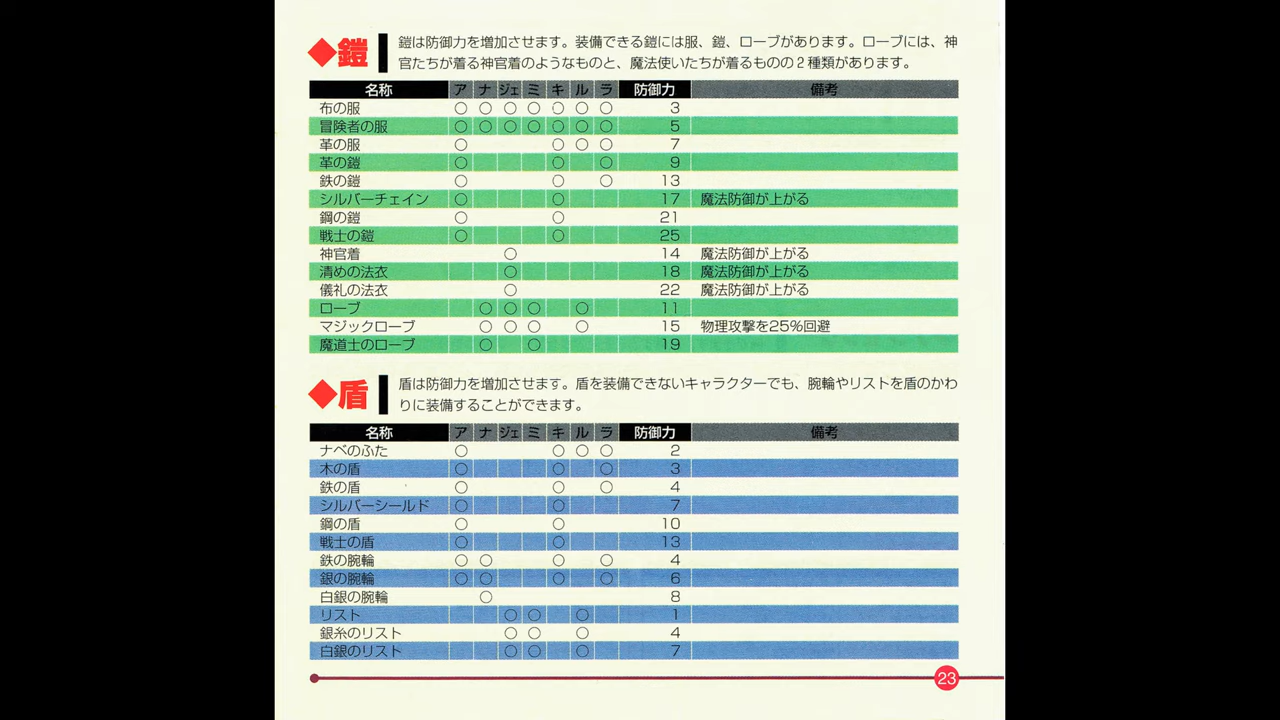 ◆鎧
鎧は防御力を増加させます。装備できる鎧には服、鎧、ローブがあります。ローブには、神
官たちが着る神官着のようなものと、魔法使いたちが着るものの2種類があります。
名称 ア ナ ジェ ミ キ ル ラ 防御力 備考
布の服 ○ ○ ○ ○ ○ ○ ○ 3
冒険者の服 ○ ○ ○ ○ ○ ○ ○ 5
革の服 ○ ○ ○ ○ 7
革の鎧 ○ ○ ○ 9
鉄の鎧 ○ ○ ○ 13
シルバーチェイン ○ ○ 17 魔法防御が上がる
鋼の鎧 ○ ○ 21
戦士の鎧 ○ ○ 25
神官着 ○ 14 魔法防御が上がる
清めの法衣 ○ 18 魔法防御が上がる
儀礼の法衣 ○ 22 魔法防御が上がる
ローブ ○ ○ ○ ○ 11
マジックローブ ○ ○ ○ ○ 15 物理攻撃を25%回避
魔道士のローブ ○ ○ 19
◆盾
盾は防御力を増加させます。盾を装備できないキャラクターでも、腕輪やリストを盾のかわ
りに装備することができます。
名称 ア ナ ジェ ミ キ ル ラ 防御力 備考
ナベのふた ○ ○ ○ ○ 2
木の盾 ○ ○ ○ 3
鉄の盾 ○ ○ ○ 4
シルバーシールド ○ ○ 7
鋼の盾 ○ ○ 10
戦士の盾 ○ ○ 13
鉄の腕輪 ○ ○ ○ ○ 4
銀の腕輪 ○ ○ ○ ○ 6
白銀の腕輪 ○ 8
リスト ○ ○ ○ 1
銀糸のリスト ○ ○ ○ 4
白銀のリスト ○ ○ ○ 7
23